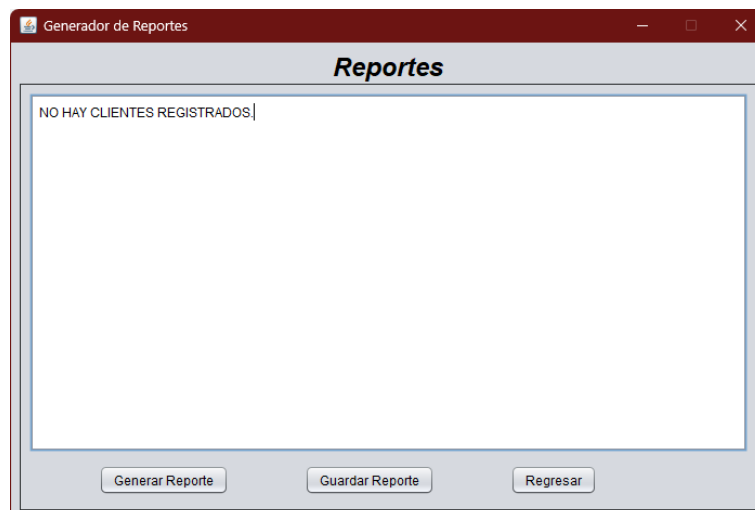 Generador de Reportes
Reportes
NO HAY CLIENTES REGISTRADOS.
Generar Reporte
Guardar Reporte
Regresar